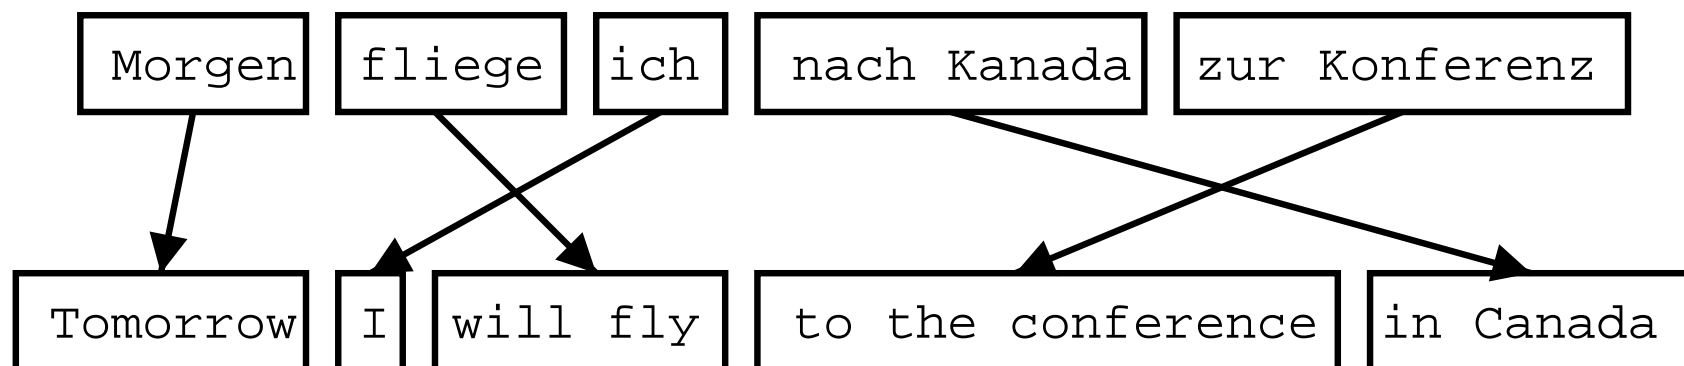 Morgen fliege ich nach Kanada zur Konferenz
Tomorrow I will fly to the conference in Canada